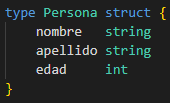 type Persona struct {
    nombre   string
    apellido string
    edad     int
}